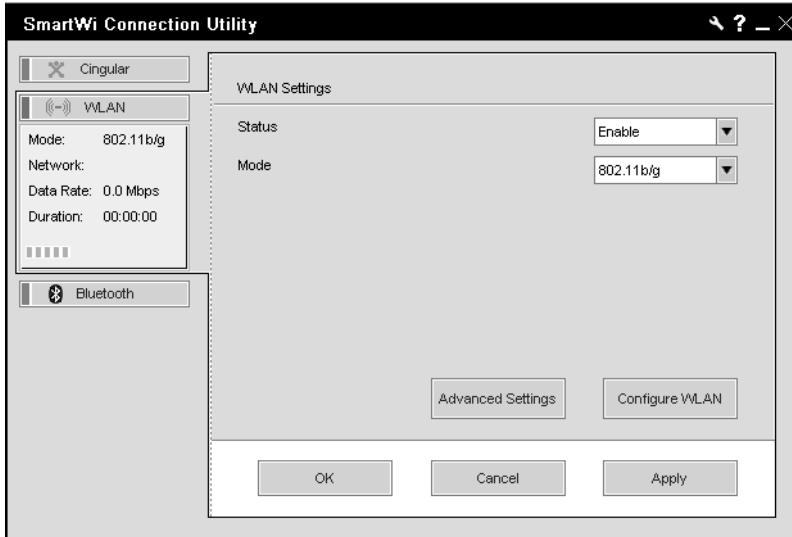 SmartWi Connection Utility
Cingular
WLAN
Mode: 802.11b/g
Network:
Data Rate: 0.0 Mbps
Duration: 00:00:00
Bluetooth
WLAN Settings
Status Enable
Mode 802.11b/g
Advanced Settings Configure WLAN
OK Cancel Apply